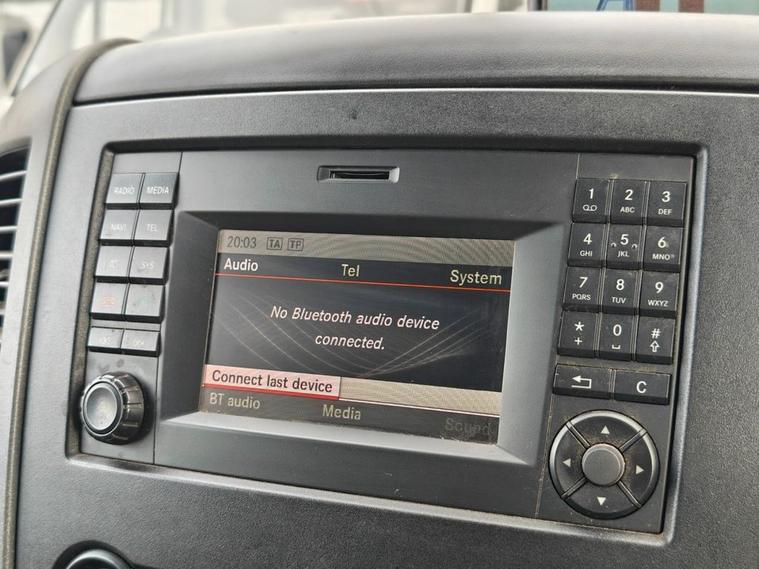 RADIO MEDIA
NAVI TEL
SYS
20:03 TA TP
Audio Tel System
No Bluetooth audio device
connected.
Connect last device
BT audio Media Sound
1 2 ABC 3 DEF
4 GHI 5 JKL 6 MNO
7 PQRS 8 TUV 9 WXYZ
* + 0 #
C